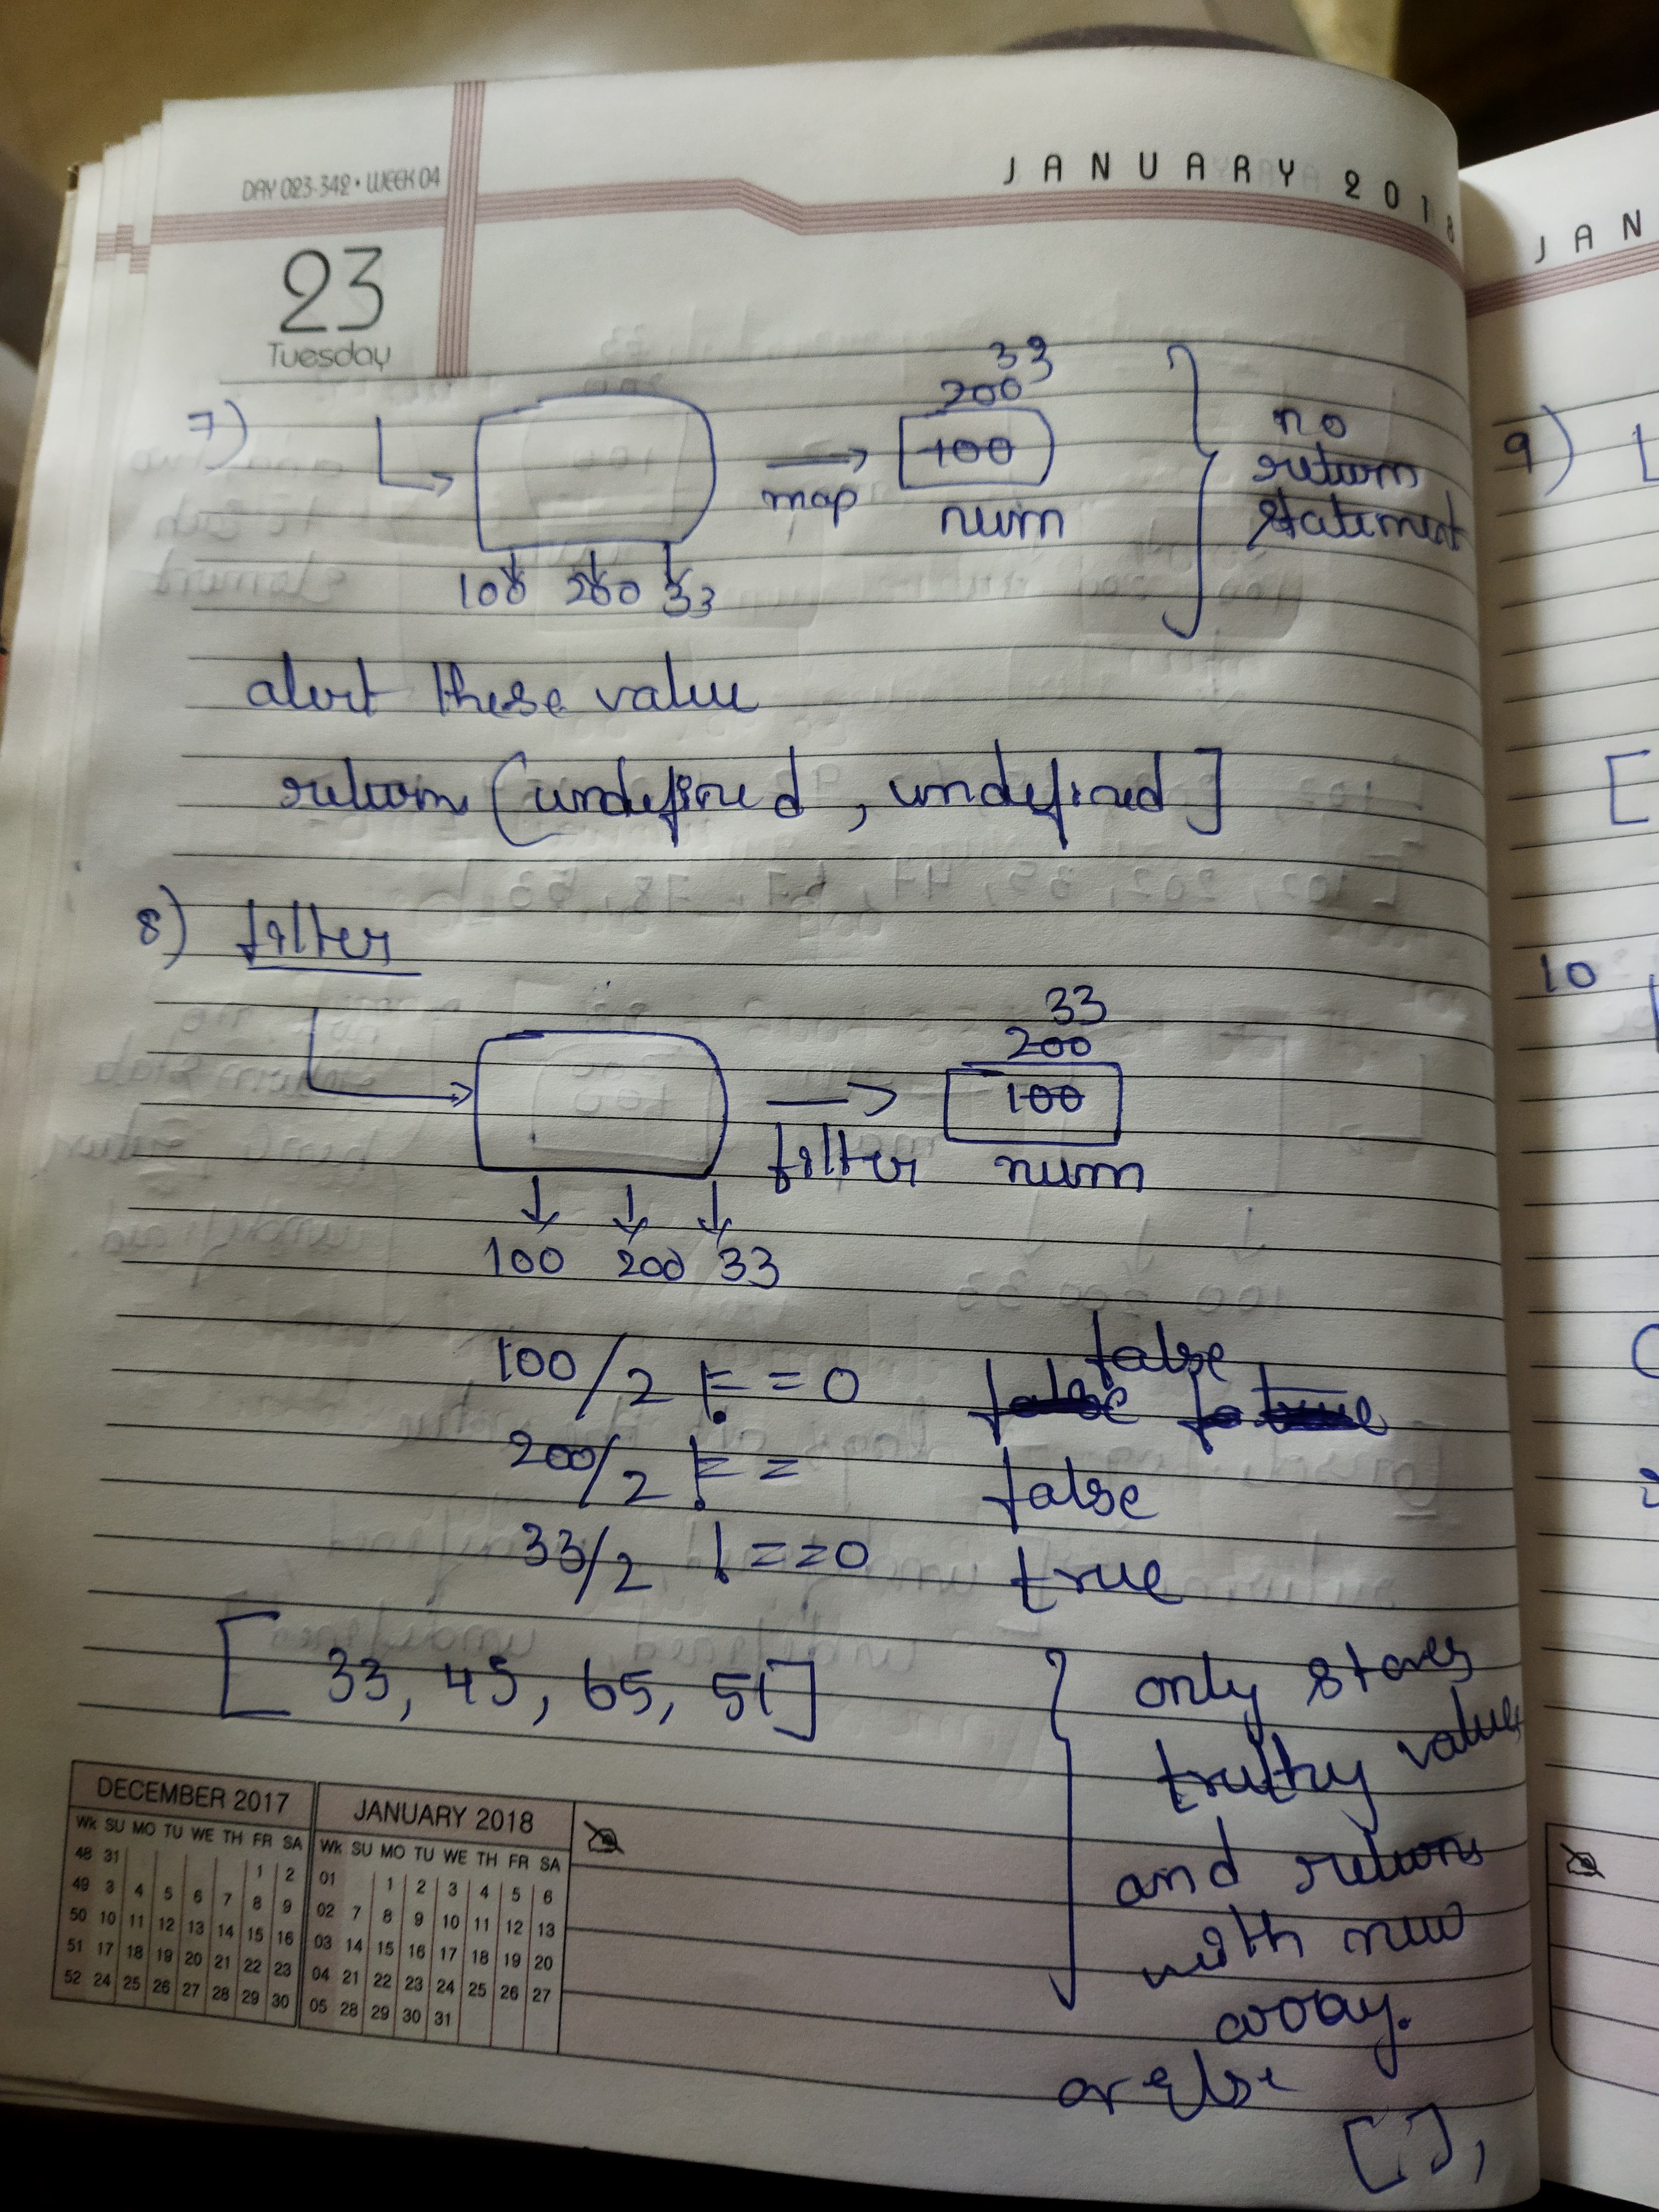 DAY 023-342 • WEEK 04
JANUARY 2018
23
Tuesday
7)
33
200
100
map
num
100 200 33
no
return
statement
alert these value
return [undefined, undefined]
8) filter
33
200
100
filter
num
100 200 33
100/2 !== 0 false
200/2 !== false
33/2 !==0 true
[33, 45, 65, 51]
only stores
truthy values
and returns
with new
array.
or else
[],
DECEMBER 2017
Wk SU MO TU WE TH FR SA
48 31 1 2
49 3 4 5 6 7 8 9
50 10 11 12 13 14 15 16
51 17 18 19 20 21 22 23
52 24 25 26 27 28 29 30
JANUARY 2018
Wk SU MO TU WE TH FR SA
01 1 2 3 4 5 6
02 7 8 9 10 11 12 13
03 14 15 16 17 18 19 20
04 21 22 23 24 25 26 27
05 28 29 30 31
JAN
9)
[
10